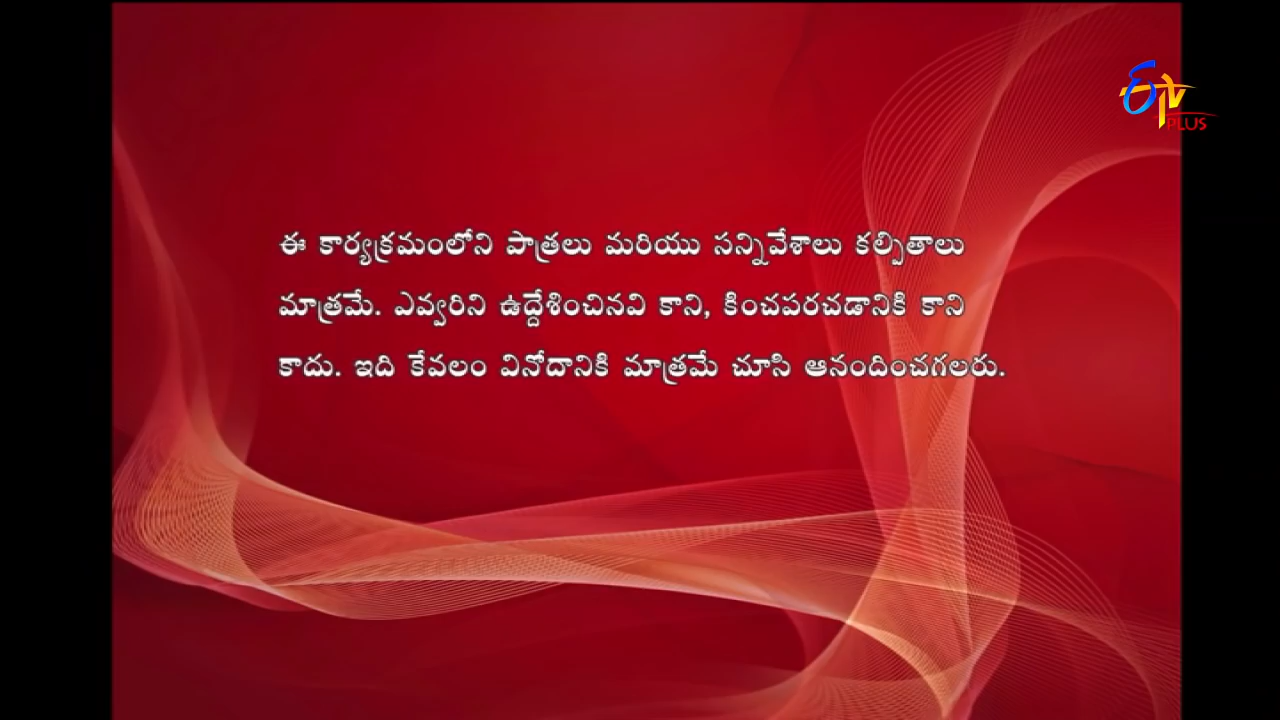 ETV
PLUS
ఈ కార్యక్రమంలోని పాత్రలు మరియు సన్నివేశాలు కల్పితాలు
మాత్రమే. ఎవ్వరిని ఉద్దేశించినవి కాని, కించపరచడానికి కాని
కాదు. ఇది కేవలం వినోదానికి మాత్రమే చూసి ఆనందించగలరు.